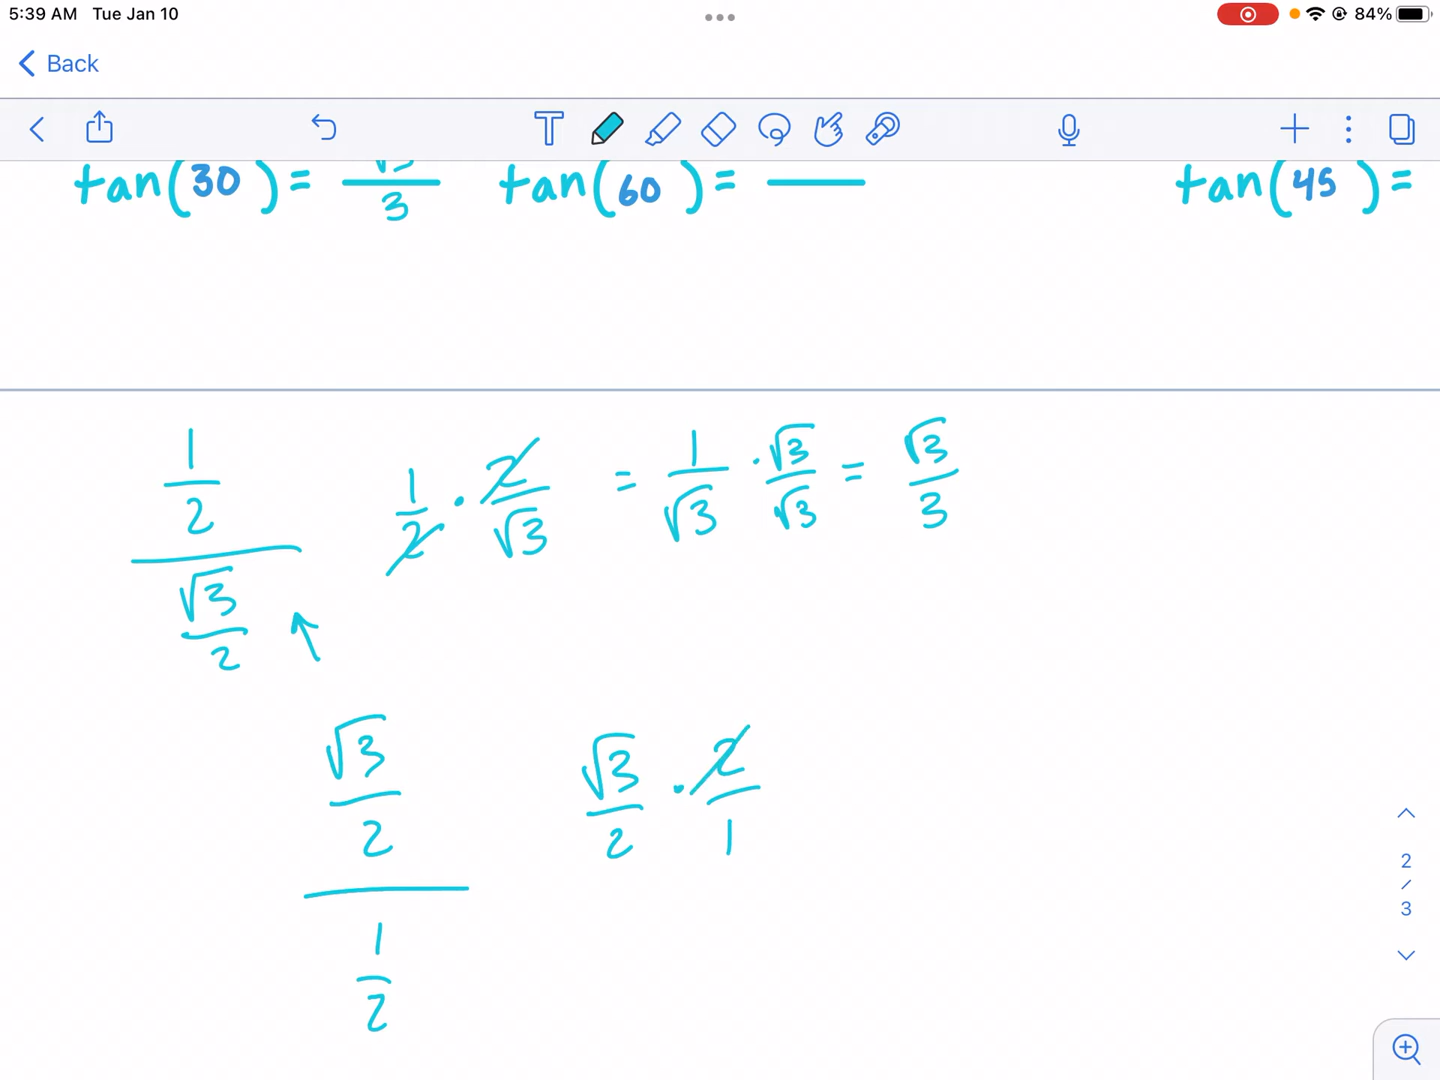 5:39 AM Tue Jan 10
84%
Back
T
tan(30) = √3/3 tan(60) = tan(45) =
(1/2)/(√3/2) 1/2 · 2/√3 = 1/√3 · √3/√3 = √3/3
(√3/2)/(1/2) √3/2 · 2/1
2
/
3